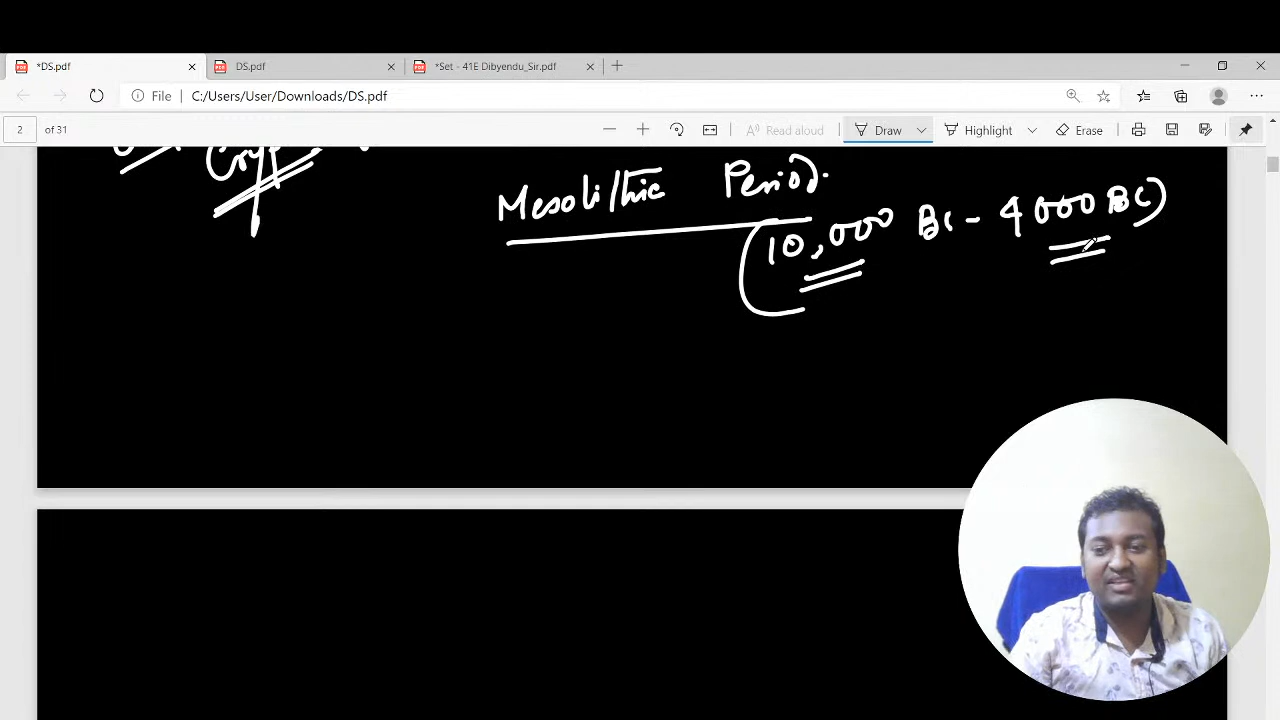 *DS.pdf
DS.pdf
*Set - 41E Dibyendu_Sir.pdf
File C:/Users/User/Downloads/DS.pdf
2 of 31
Read aloud
Draw
Highlight
Erase
Mesolithic Period.
(10,000 BC - 4000 BC)